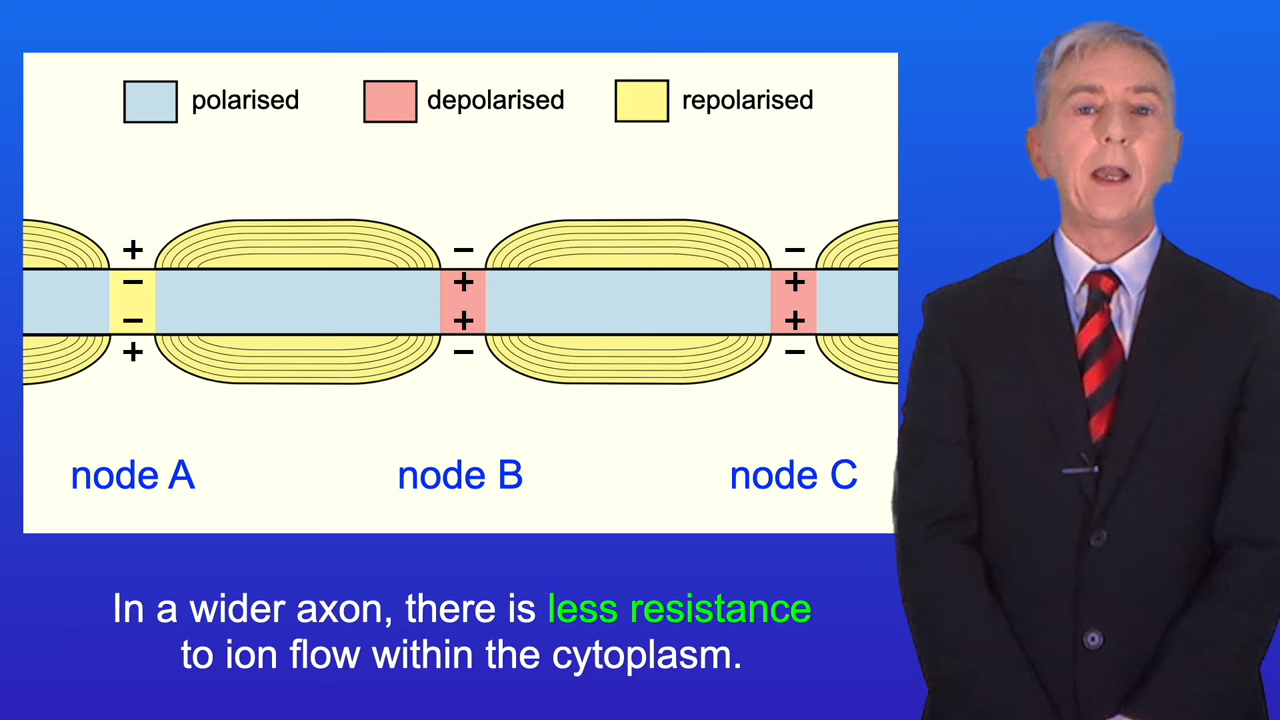 polarised depolarised repolarised
+ − −
− + +
− + +
+ − −
node A node B node C
In a wider axon, there is less resistance
to ion flow within the cytoplasm.